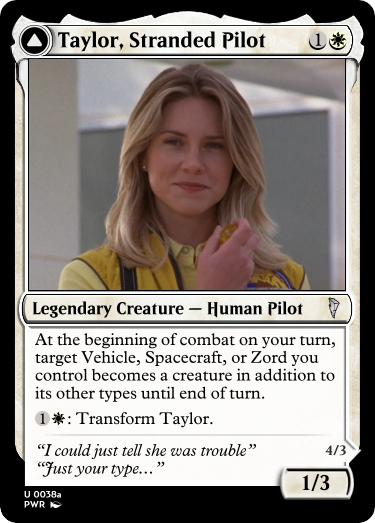 Taylor, Stranded Pilot 1
Legendary Creature — Human Pilot
At the beginning of combat on your turn,
target Vehicle, Spacecraft, or Zord you
control becomes a creature in addition to
its other types until end of turn.
1: Transform Taylor.
“I could just tell she was trouble” 4/3
“Just your type…”
1/3
U 0038a
PWR